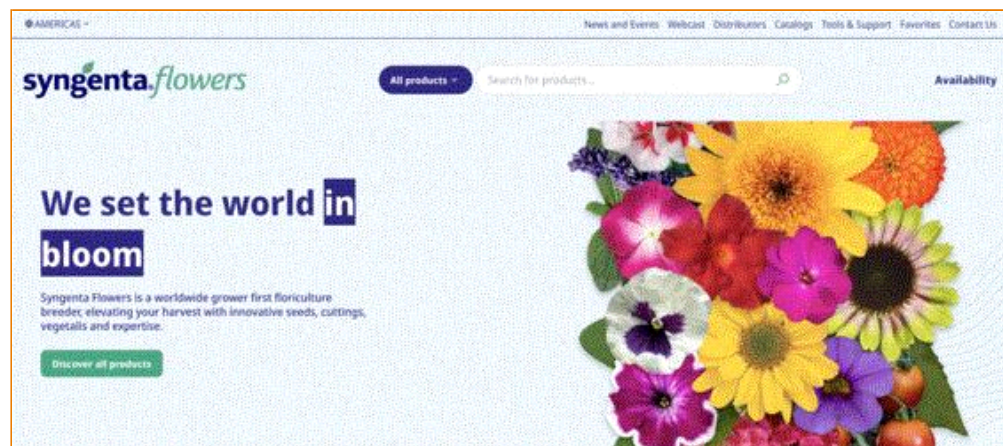 AMERICAS
News and Events Webcast Distributors Catalogs Tools & Support Favorites Contact Us
syngenta.flowers
All products
Search for products...
Availability
We set the world in
bloom
Syngenta Flowers is a worldwide grower first floriculture
breeder, elevating your harvest with innovative seeds, cuttings,
vegetalis and expertise.
Discover all products